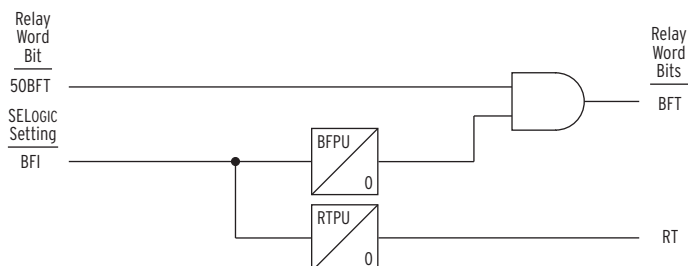 Relay
Word
Bit
50BFT
SELOGIC
Setting
BFI
BFPU
0
RTPU
0
Relay
Word
Bits
BFT
RT